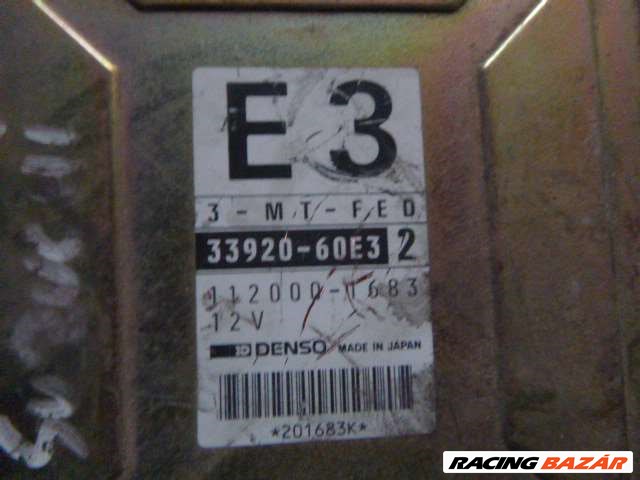 E3
3-MT-FED
33920-60E3 2
112000-1683
12V
DENSO MADE IN JAPAN
*201683K*
RACING BAZÁR